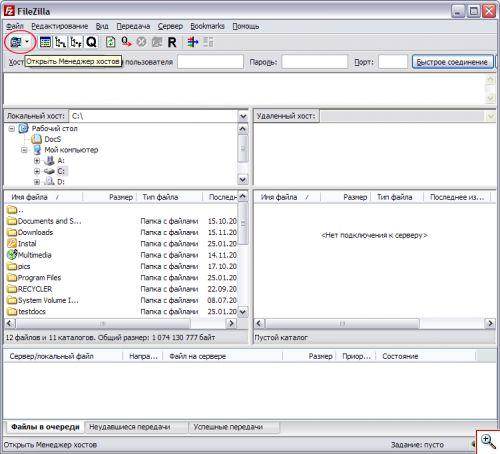 FileZilla
Файл Редактирование Вид Передача Сервер Bookmarks Помощь
Открыть Менеджер хостов
Хост пользователя Пароль: Порт: Быстрое соединение
Локальный хост: C:\
Удаленный хост:
Рабочий стол
DocS
Мой компьютер
A:
C:
D:
Имя файла / Размер Тип файла Последн
..
Documents and S... Папка с файлами 15.10.20
Downloads Папка с файлами 15.11.20
Instal Папка с файлами 25.01.20
Multimedia Папка с файлами 14.11.20
pics Папка с файлами 17.10.20
Program Files Папка с файлами 25.01.20
RECYCLER Папка с файлами 22.09.20
System Volume I... Папка с файлами 08.07.20
testdocs Папка с файлами 25.01.20
12 файлов и 11 каталогов. Общий размер: 1 074 130 777 байт
Имя файла / Размер Тип файла Последнее из...
<Нет подключения к серверу>
Пустой каталог
Сервер/локальный файл Напра... Файл на сервере Размер Приор... Состояние
Файлы в очереди Неудавшиеся передачи Успешные передачи
Открыть Менеджер хостов Задание: пусто